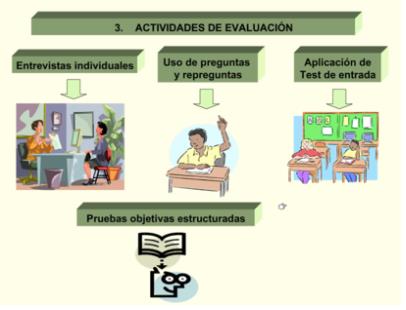 3. ACTIVIDADES DE EVALUACIÓN
Entrevistas individuales
Uso de preguntas
y repreguntas
Aplicación de
Test de entrada
Pruebas objetivas estructuradas